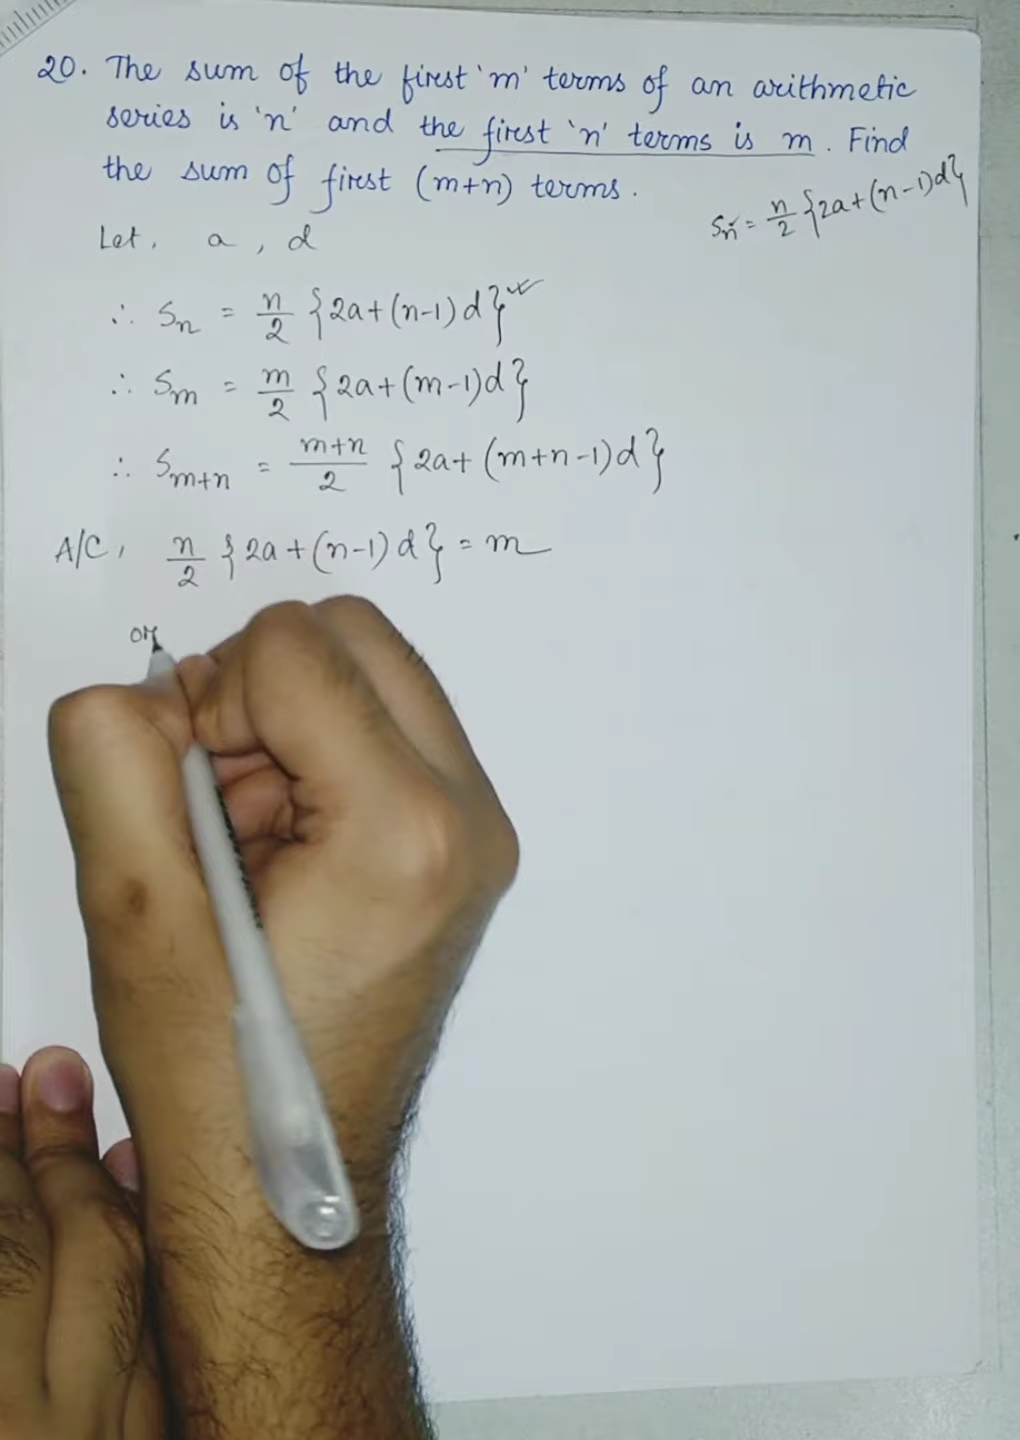 20. The sum of the first 'm' terms of an arithmetic
series is 'n' and the first 'n' terms is m. Find
the sum of first (m+n) terms.
Sn = n/2 {2a+(n-1)d}
Let, a, d
∴ Sn = n/2 {2a+(n-1)d}
∴ Sm = m/2 {2a+(m-1)d}
∴ Sm+n = m+n/2 {2a+(m+n-1)d}
A/C, n/2 {2a+(n-1)d} = m
or